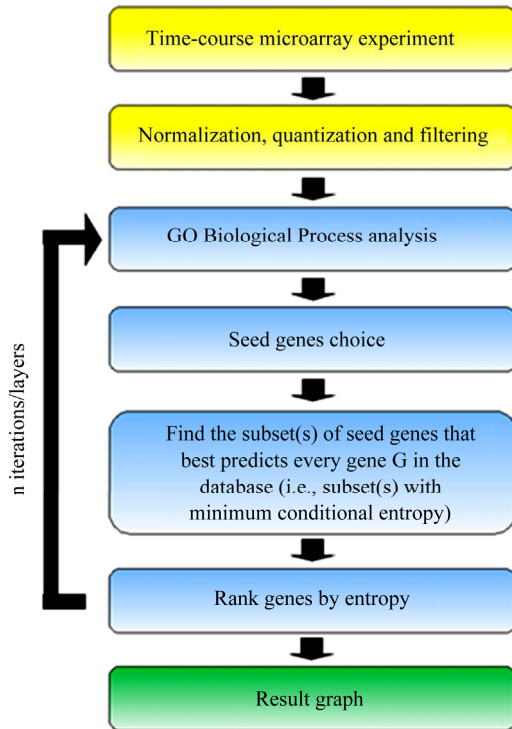 Time-course microarray experiment
Normalization, quantization and filtering
GO Biological Process analysis
Seed genes choice
Find the subset(s) of seed genes that
best predicts every gene G in the
database (i.e., subset(s) with
minimum conditional entropy)
Rank genes by entropy
Result graph
n iterations/layers